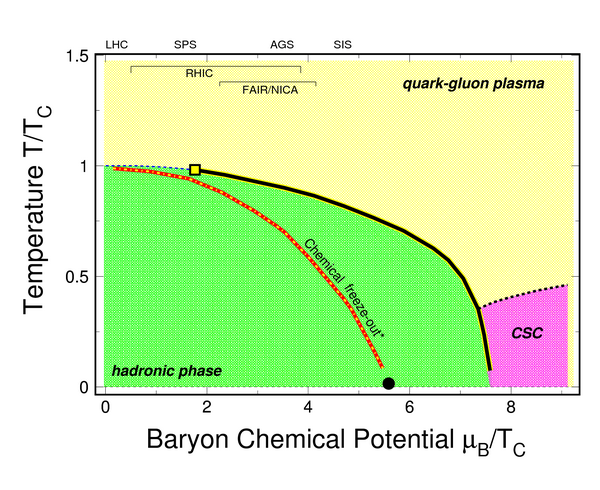 LHC SPS AGS SIS
RHIC
FAIR/NICA
quark-gluon plasma
Chemical freeze-out*
CSC
hadronic phase
Temperature T/T_C
1.5
1
0.5
0
0 2 4 6 8
Baryon Chemical Potential μ_B/T_C